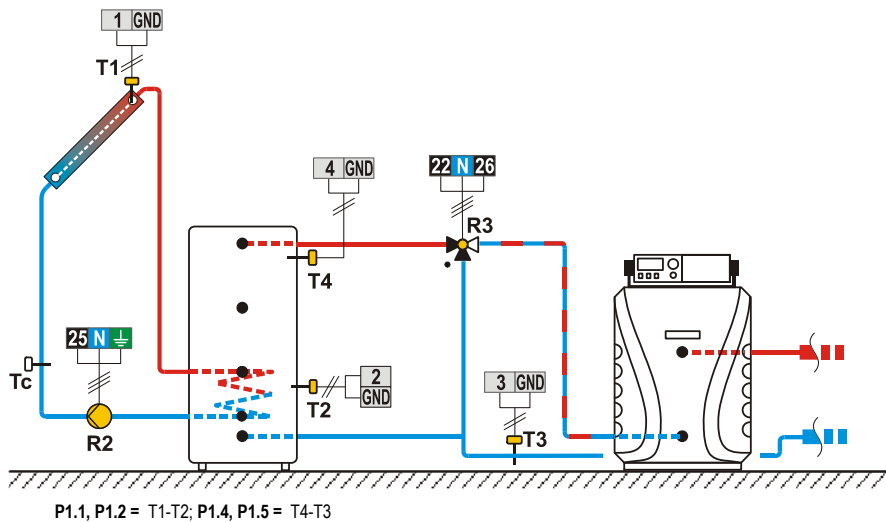 1 GND
T1
4 GND
22 N 26
R3
T4
25 N
2
GND
3 GND
Tc
T2
R2
T3
P1.1, P1.2 = T1-T2; P1.4, P1.5 = T4-T3